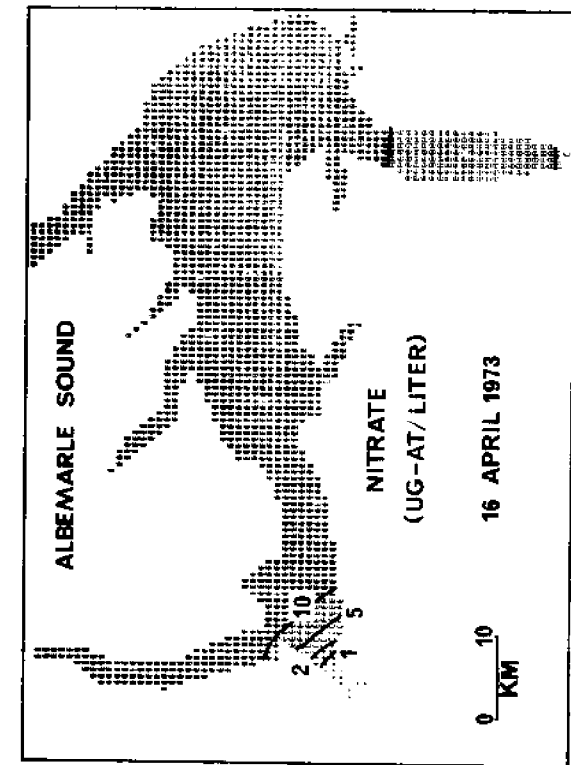 ALBEMARLE SOUND
NITRATE
(UG-AT/LITER)
16 APRIL 1973
10
5
2
1
0 10
KM